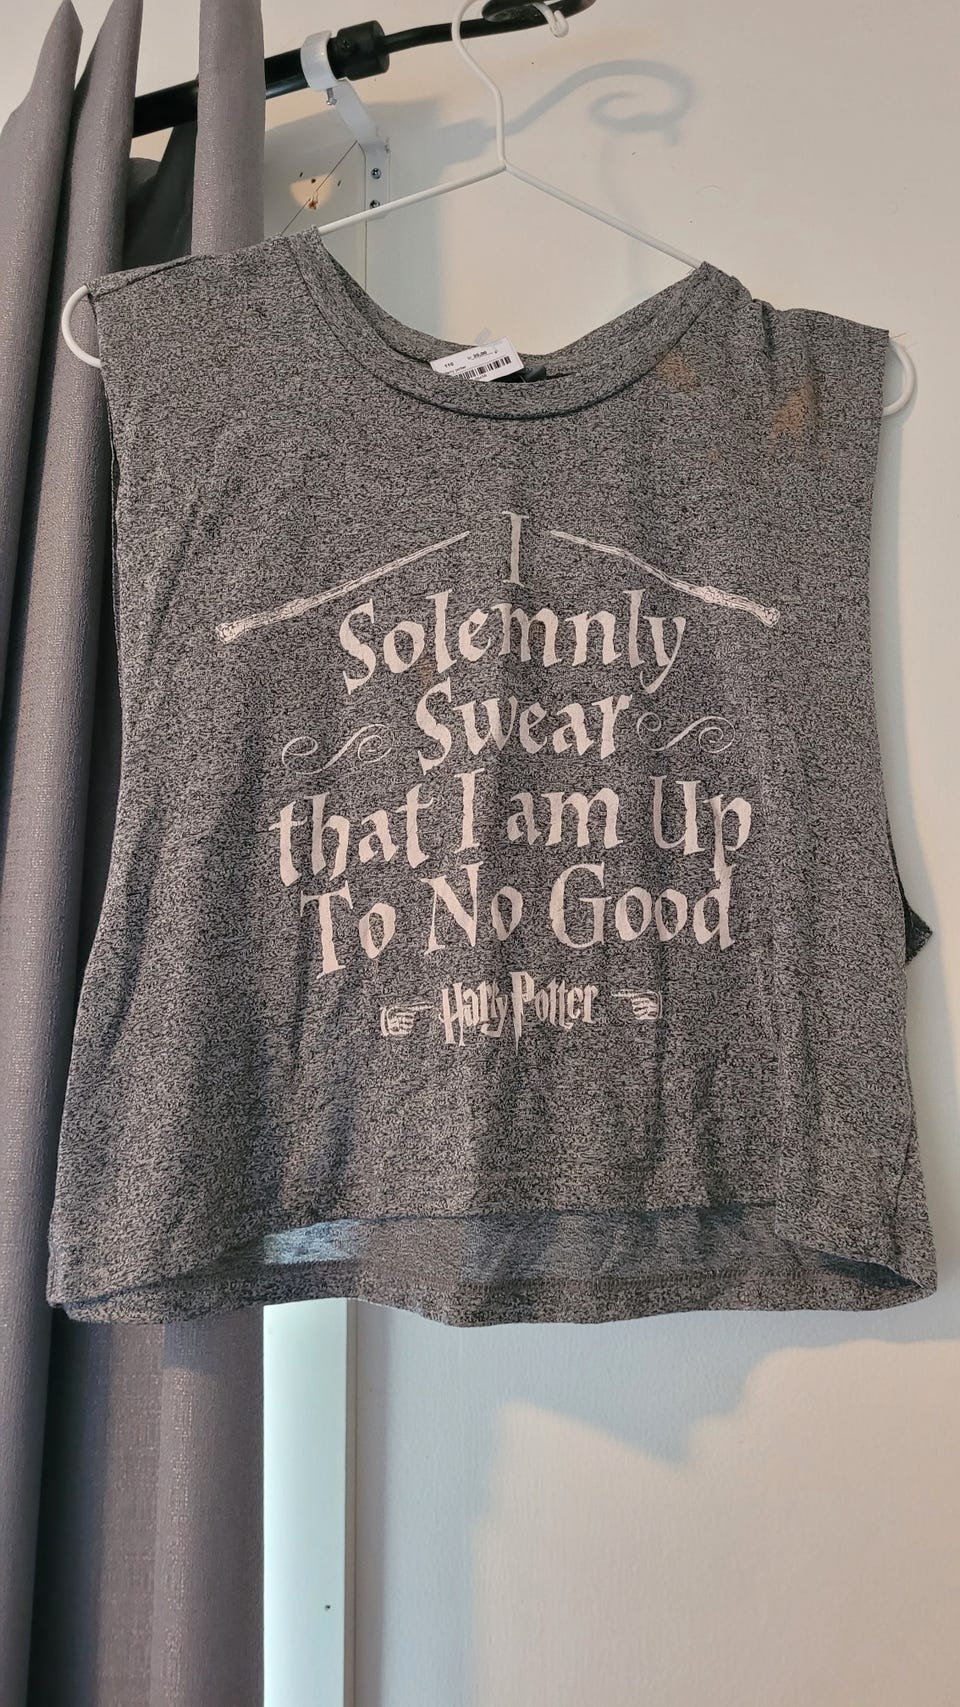 I
Solemnly
Swear
that I am Up
To No Good
Harry Potter